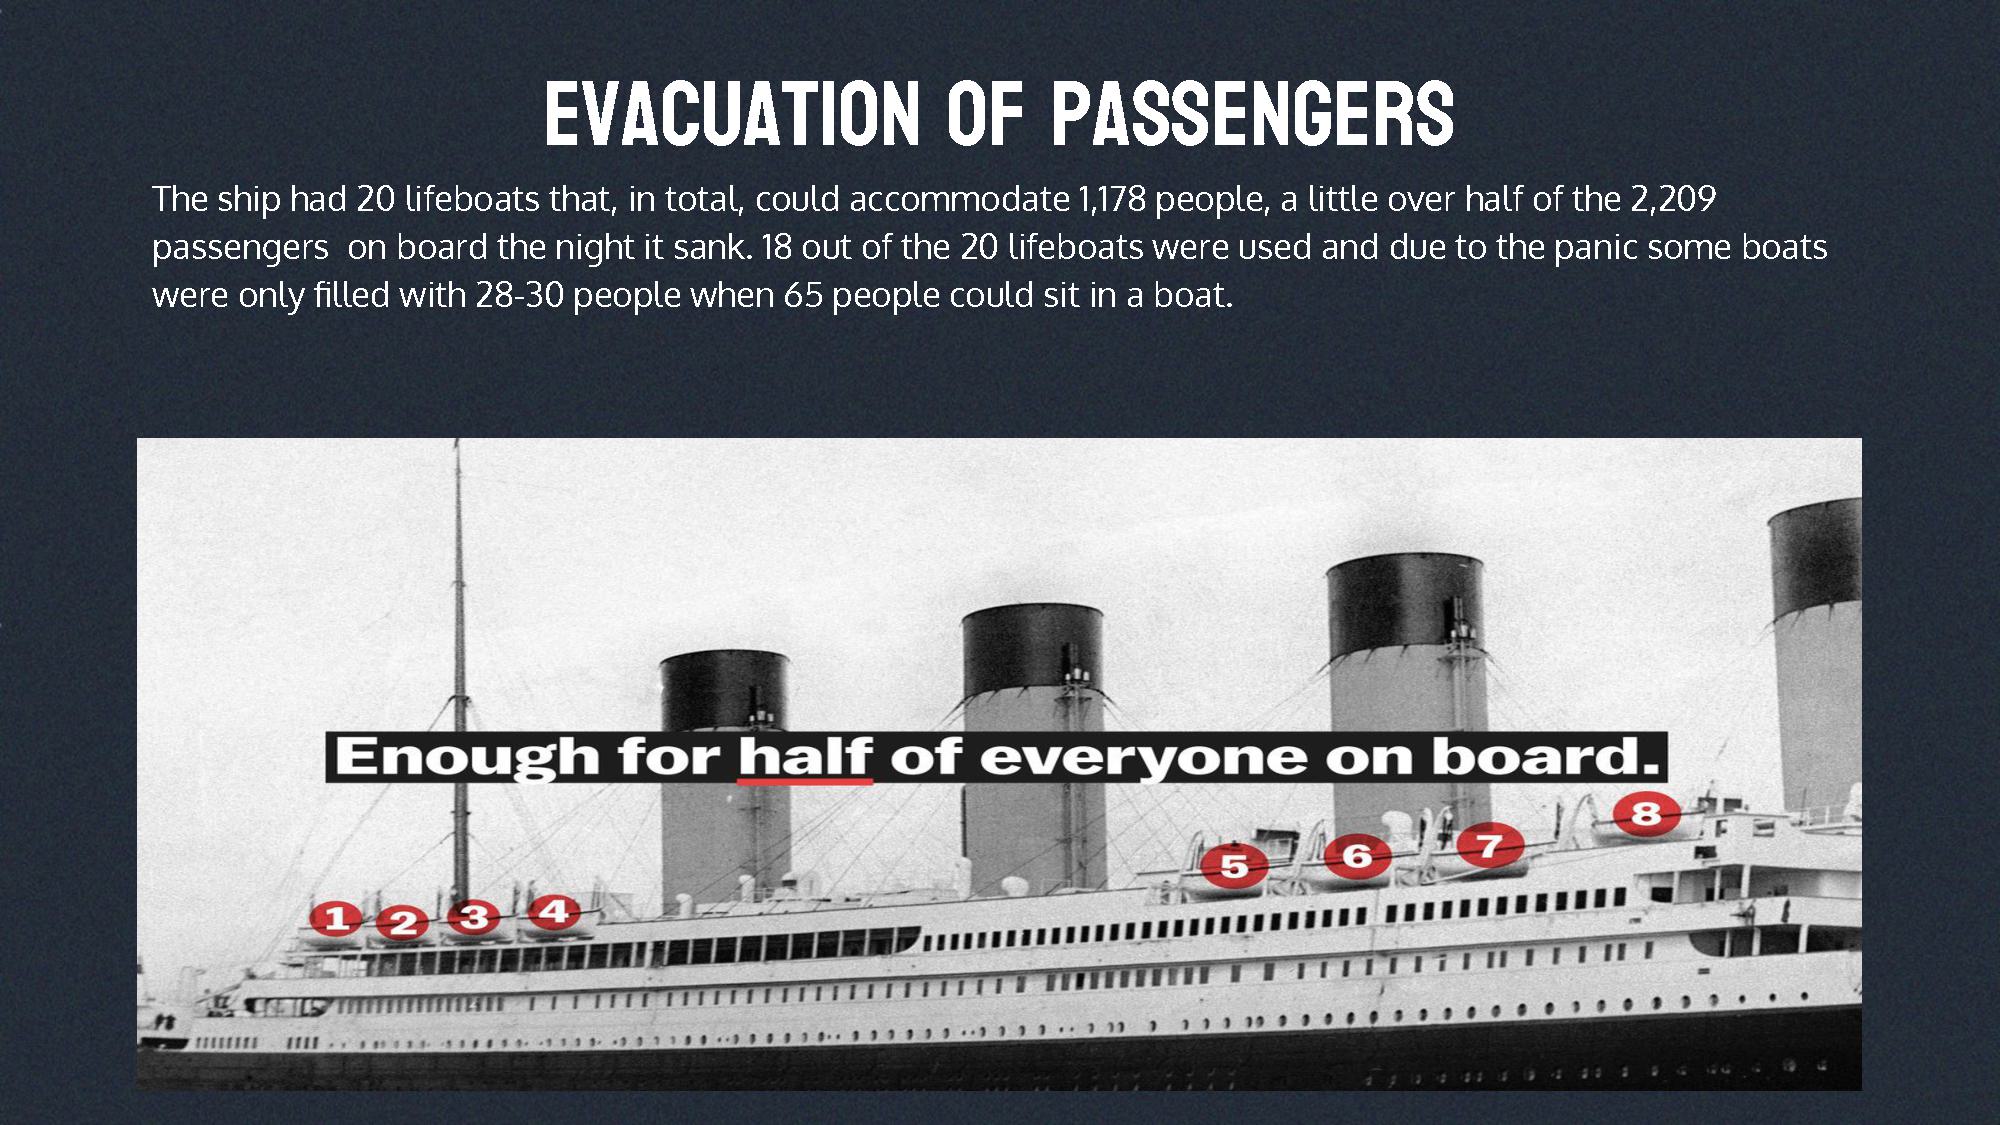 EVACUATION OF PASSENGERS
The ship had 20 lifeboats that, in total, could accommodate 1,178 people, a little over half of the 2,209
passengers  on board the night it sank. 18 out of the 20 lifeboats were used and due to the panic some boats
were only filled with 28-30 people when 65 people could sit in a boat.
Enough for half of everyone on board.
1 2 3 4 5 6 7 8